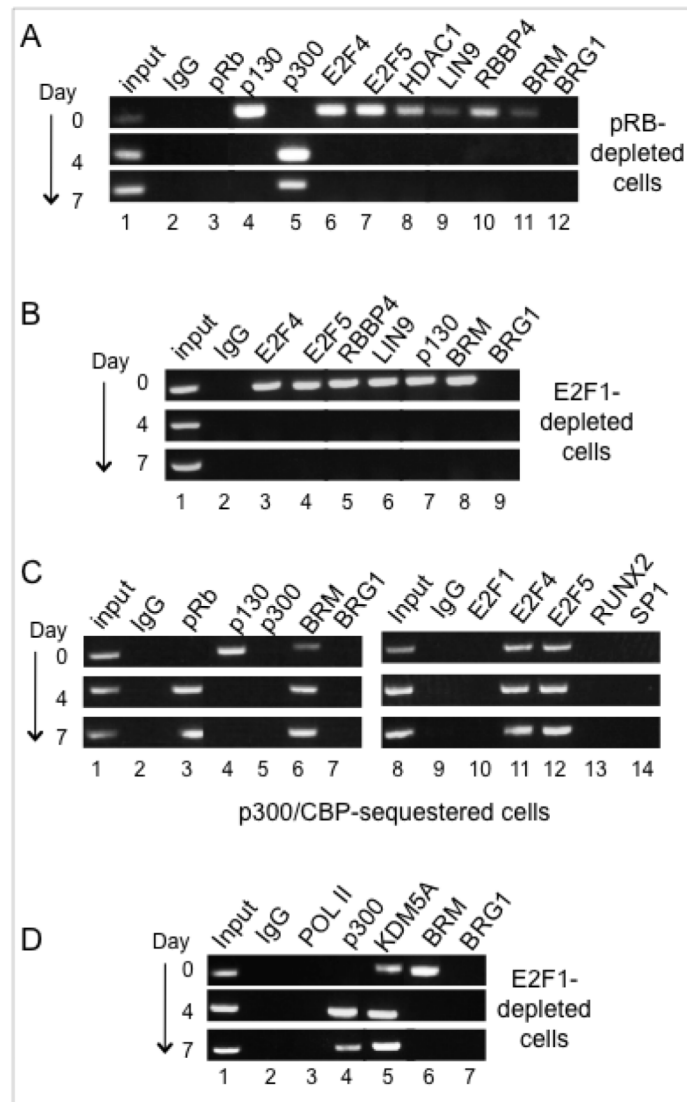 A
input IgG pRb p130 p300 E2F4 E2F5 HDAC1 LIN9 RBBP4 BRM BRG1
Day
0
4
7
pRB-
depleted
cells
1 2 3 4 5 6 7 8 9 10 11 12
B
input IgG E2F4 E2F5 RBBP4 LIN9 p130 BRM BRG1
Day
0
4
7
E2F1-
depleted
cells
1 2 3 4 5 6 7 8 9
C
input IgG pRb p130 p300 BRM BRG1 Input IgG E2F1 E2F4 E2F5 RUNX2 SP1
Day
0
4
7
1 2 3 4 5 6 7 8 9 10 11 12 13 14
p300/CBP-sequestered cells
D
Input IgG POL II p300 KDM5A BRM BRG1
Day
0
4
7
E2F1-
depleted
cells
1 2 3 4 5 6 7